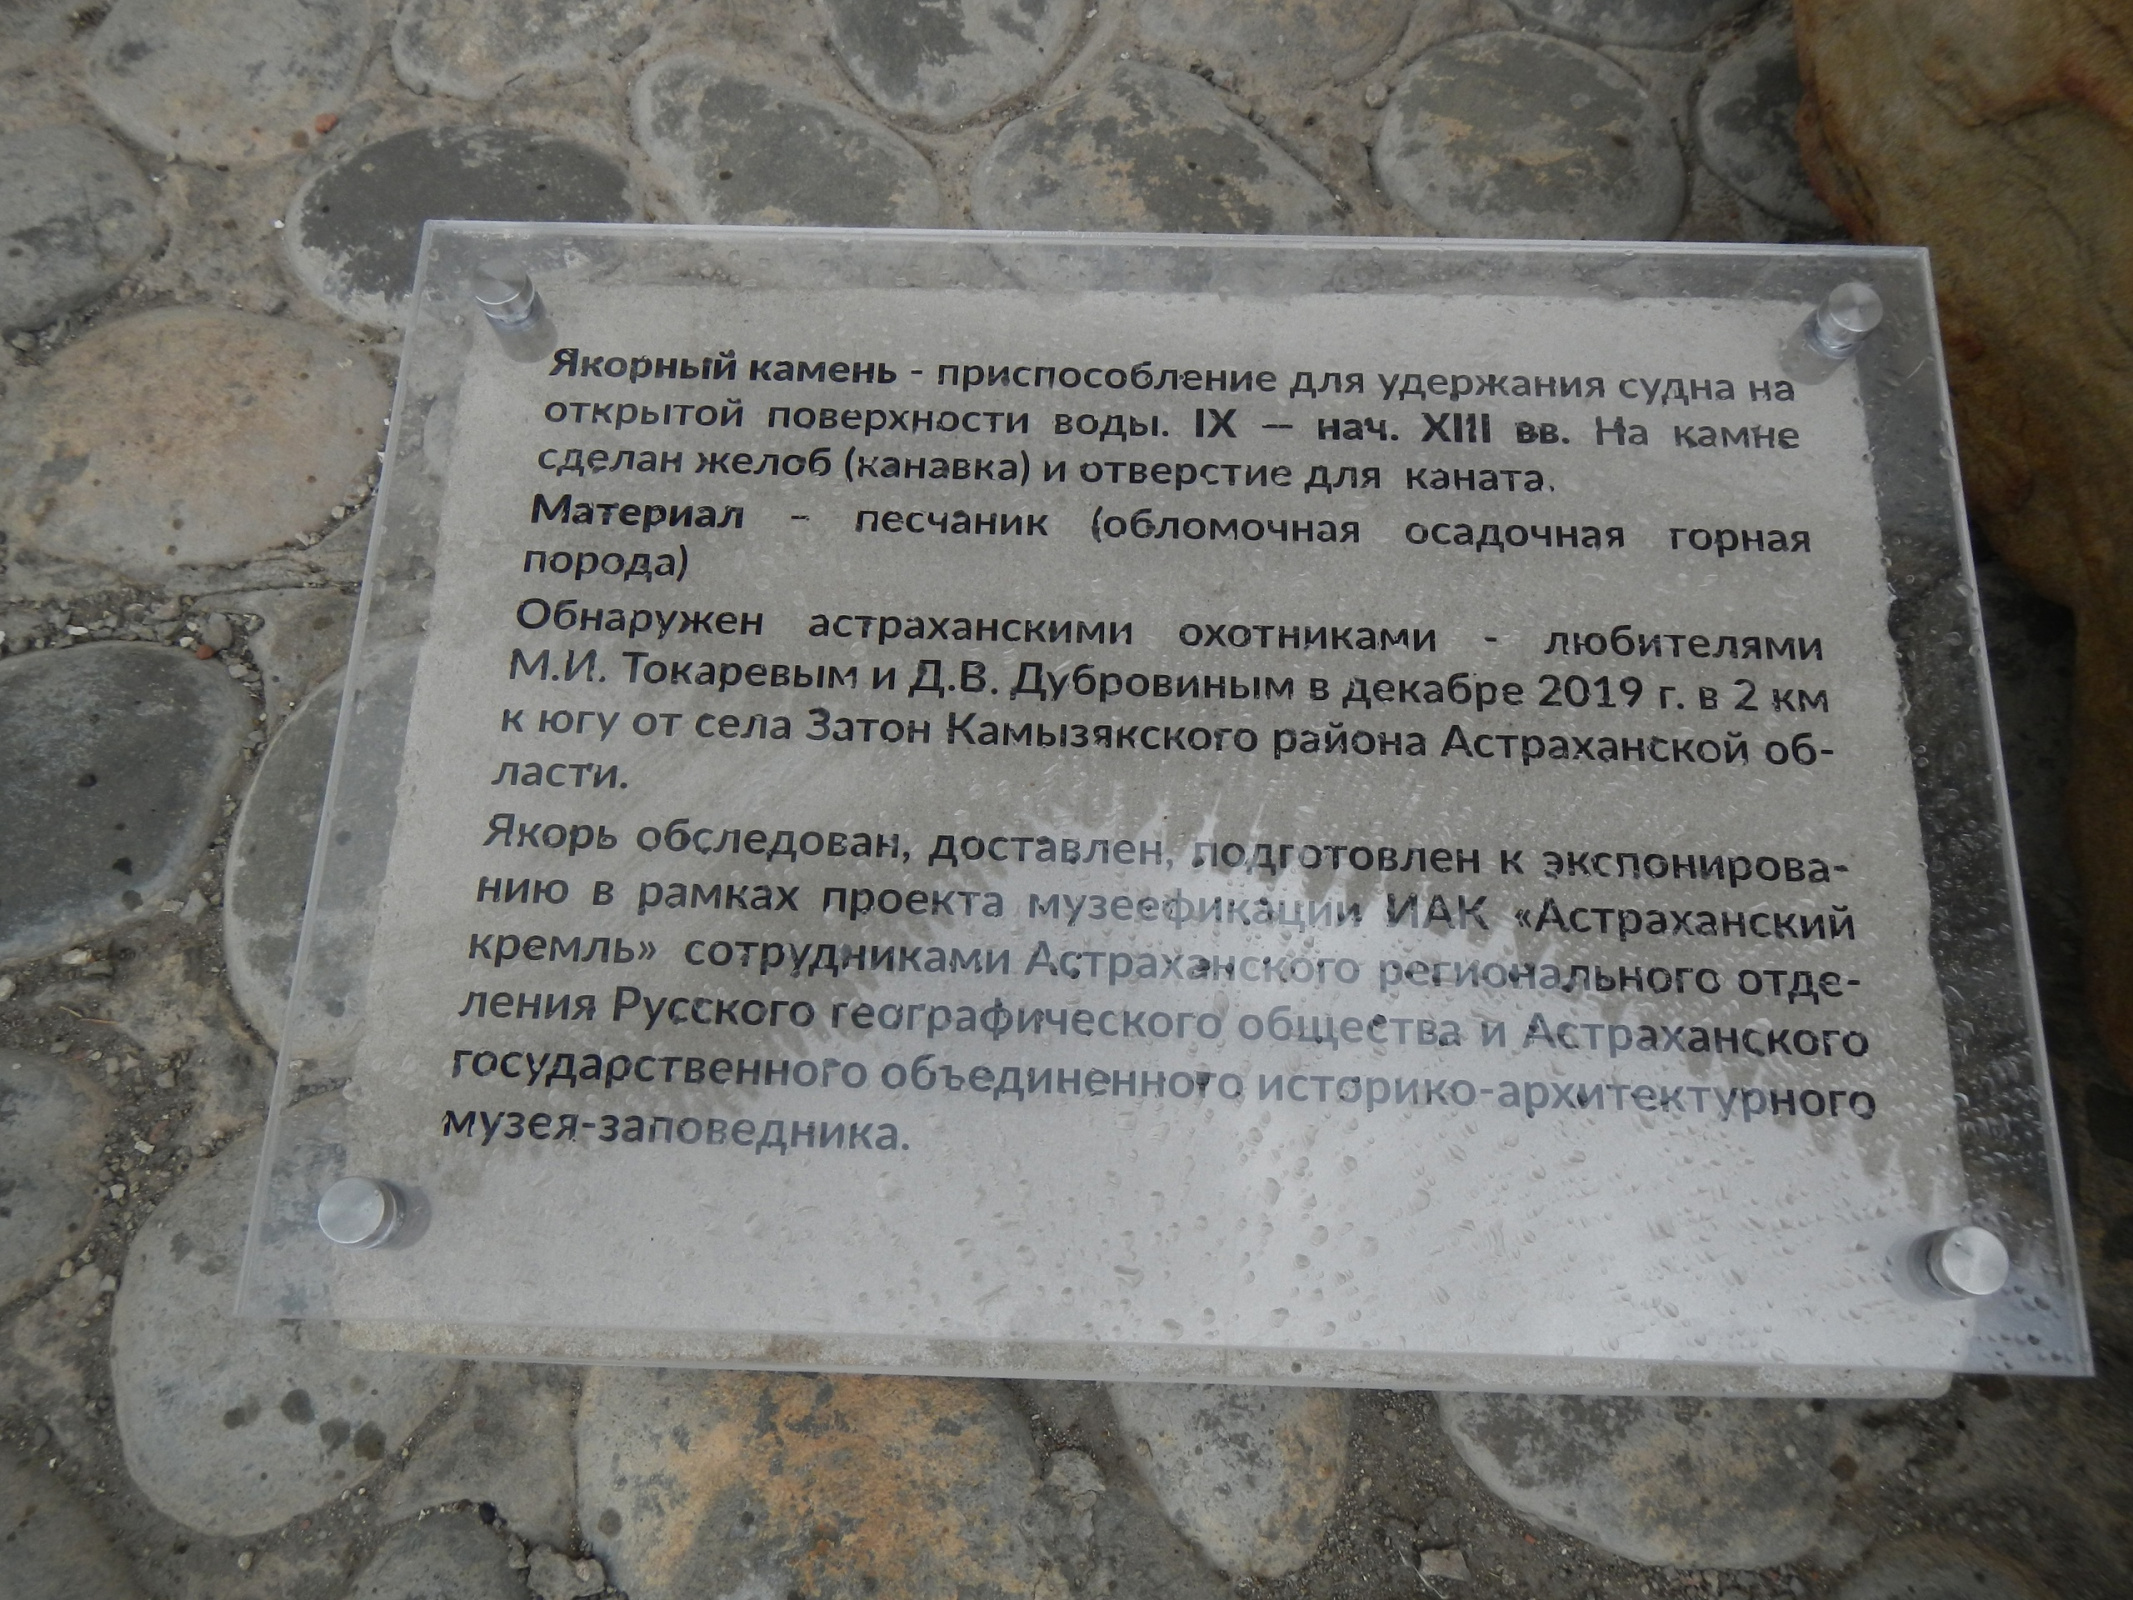 Якорный камень - приспособление для удержания судна на
открытой поверхности воды. IX – нач. XIII вв. На камне
сделан желоб (канавка) и отверстие для каната.
Материал - песчаник (обломочная осадочная горная
порода)
Обнаружен астраханскими охотниками - любителями
М.И. Токаревым и Д.В. Дубровиным в декабре 2019 г. в 2 км
к югу от села Затон Камызякского района Астраханской об-
ласти.
Якорь обследован, доставлен, подготовлен к экспонирова-
нию в рамках проекта музеефикации ИАК «Астраханский
кремль» сотрудниками Астраханского регионального отде-
ления Русского географического общества и Астраханского
государственного объединенного историко-архитектурного
музея-заповедника.